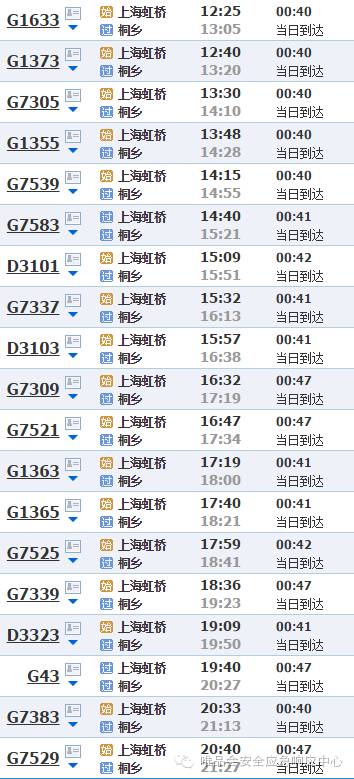 G1633 始 上海虹桥 12:25 00:40
过 桐乡 13:05 当日到达
G1373 始 上海虹桥 12:40 00:40
过 桐乡 13:20 当日到达
G7305 始 上海虹桥 13:30 00:40
过 桐乡 14:10 当日到达
G1355 始 上海虹桥 13:48 00:40
过 桐乡 14:28 当日到达
G7539 始 上海虹桥 14:15 00:40
过 桐乡 14:55 当日到达
G7583 过 上海虹桥 14:40 00:41
过 桐乡 15:21 当日到达
D3101 始 上海虹桥 15:09 00:42
过 桐乡 15:51 当日到达
G7337 始 上海虹桥 15:32 00:41
过 桐乡 16:13 当日到达
D3103 始 上海虹桥 15:57 00:41
过 桐乡 16:38 当日到达
G7309 始 上海虹桥 16:32 00:47
过 桐乡 17:19 当日到达
G7521 始 上海虹桥 16:47 00:47
过 桐乡 17:34 当日到达
G1363 始 上海虹桥 17:19 00:41
过 桐乡 18:00 当日到达
G1365 始 上海虹桥 17:40 00:41
过 桐乡 18:21 当日到达
G7525 始 上海虹桥 17:59 00:42
过 桐乡 18:41 当日到达
G7339 始 上海虹桥 18:36 00:47
过 桐乡 19:23 当日到达
D3323 始 上海虹桥 19:09 00:41
过 桐乡 19:50 当日到达
G43 过 上海虹桥 19:40 00:47
过 桐乡 20:27 当日到达
G7383 始 上海虹桥 20:33 00:40
过 桐乡 21:13 当日到达
G7529 过 上海虹桥 20:40 00:47
过 桐乡 21:27 当日到达
唯品会安全应急响应中心